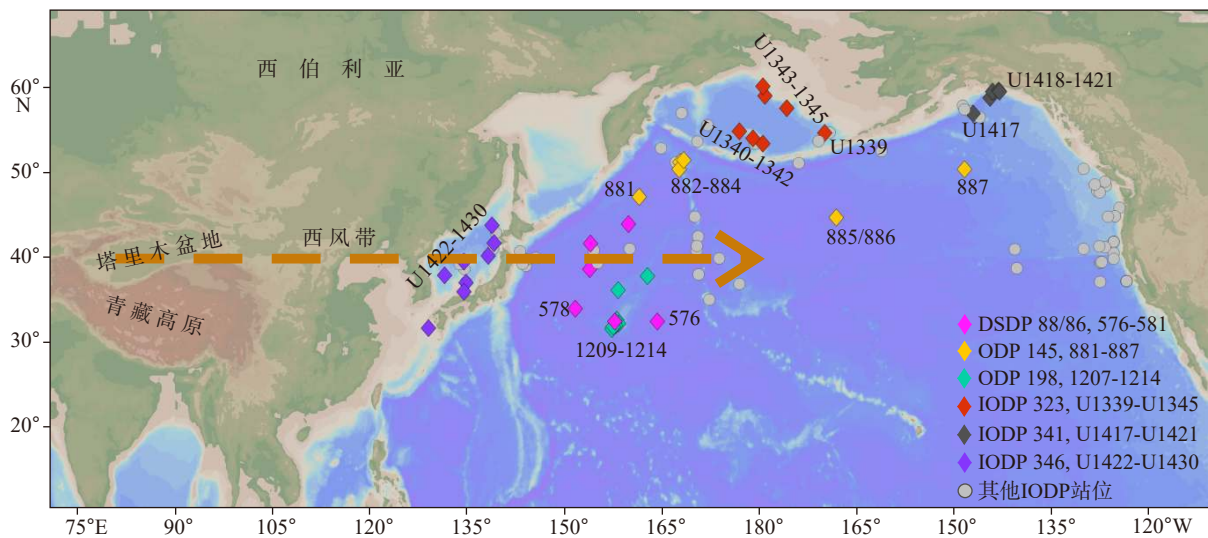 西伯利亚
60°
N
U1343-1345
U1418-1421
U1417
U1340-1342
U1339
50°
881
882-884
887
885/886
塔里木盆地
西风带
U1422-1430
40°
青藏高原
578
576
30°
1209-1214
20°
DSDP 88/86, 576-581
ODP 145, 881-887
ODP 198, 1207-1214
IODP 323, U1339-U1345
IODP 341, U1417-U1421
IODP 346, U1422-U1430
其他IODP站位
75°E 90° 105° 120° 135° 150° 165° 180° 165° 150° 135° 120°W